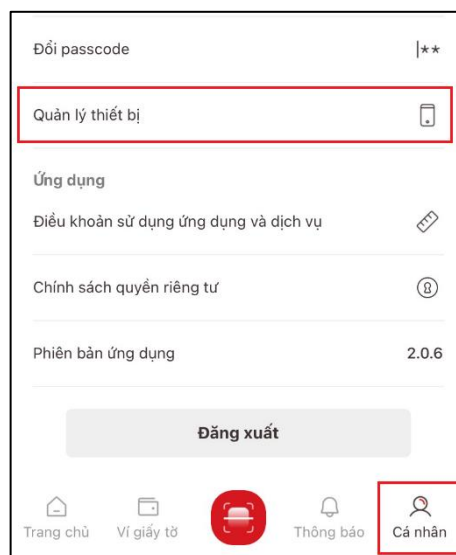 Đổi passcode |**
Quản lý thiết bị
Ứng dụng
Điều khoản sử dụng ứng dụng và dịch vụ
Chính sách quyền riêng tư
Phiên bản ứng dụng 2.0.6
Đăng xuất
Trang chủ Ví giấy tờ Thông báo Cá nhân